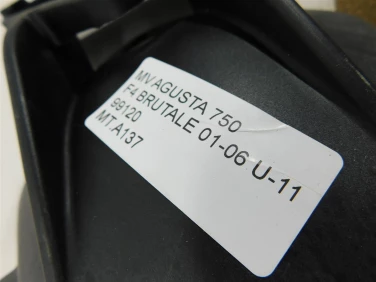 MV AGUSTA 750
F4 BRUTALE 01-06 U-11
99120
MT.A137